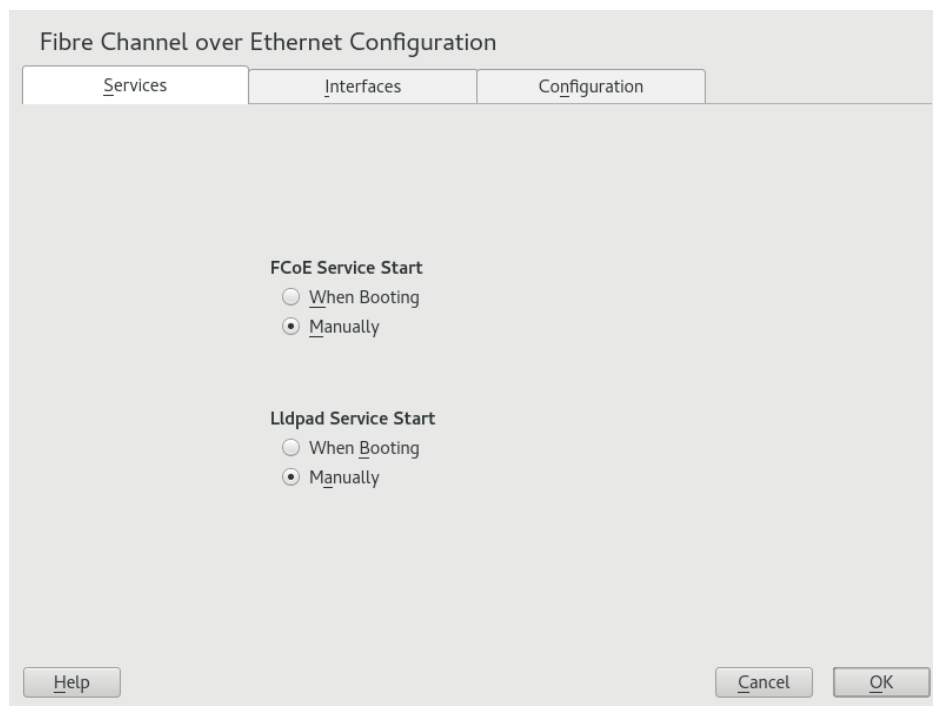 Fibre Channel over Ethernet Configuration
Services Interfaces Configuration
FCoE Service Start
When Booting
Manually
Lldpad Service Start
When Booting
Manually
Help Cancel OK